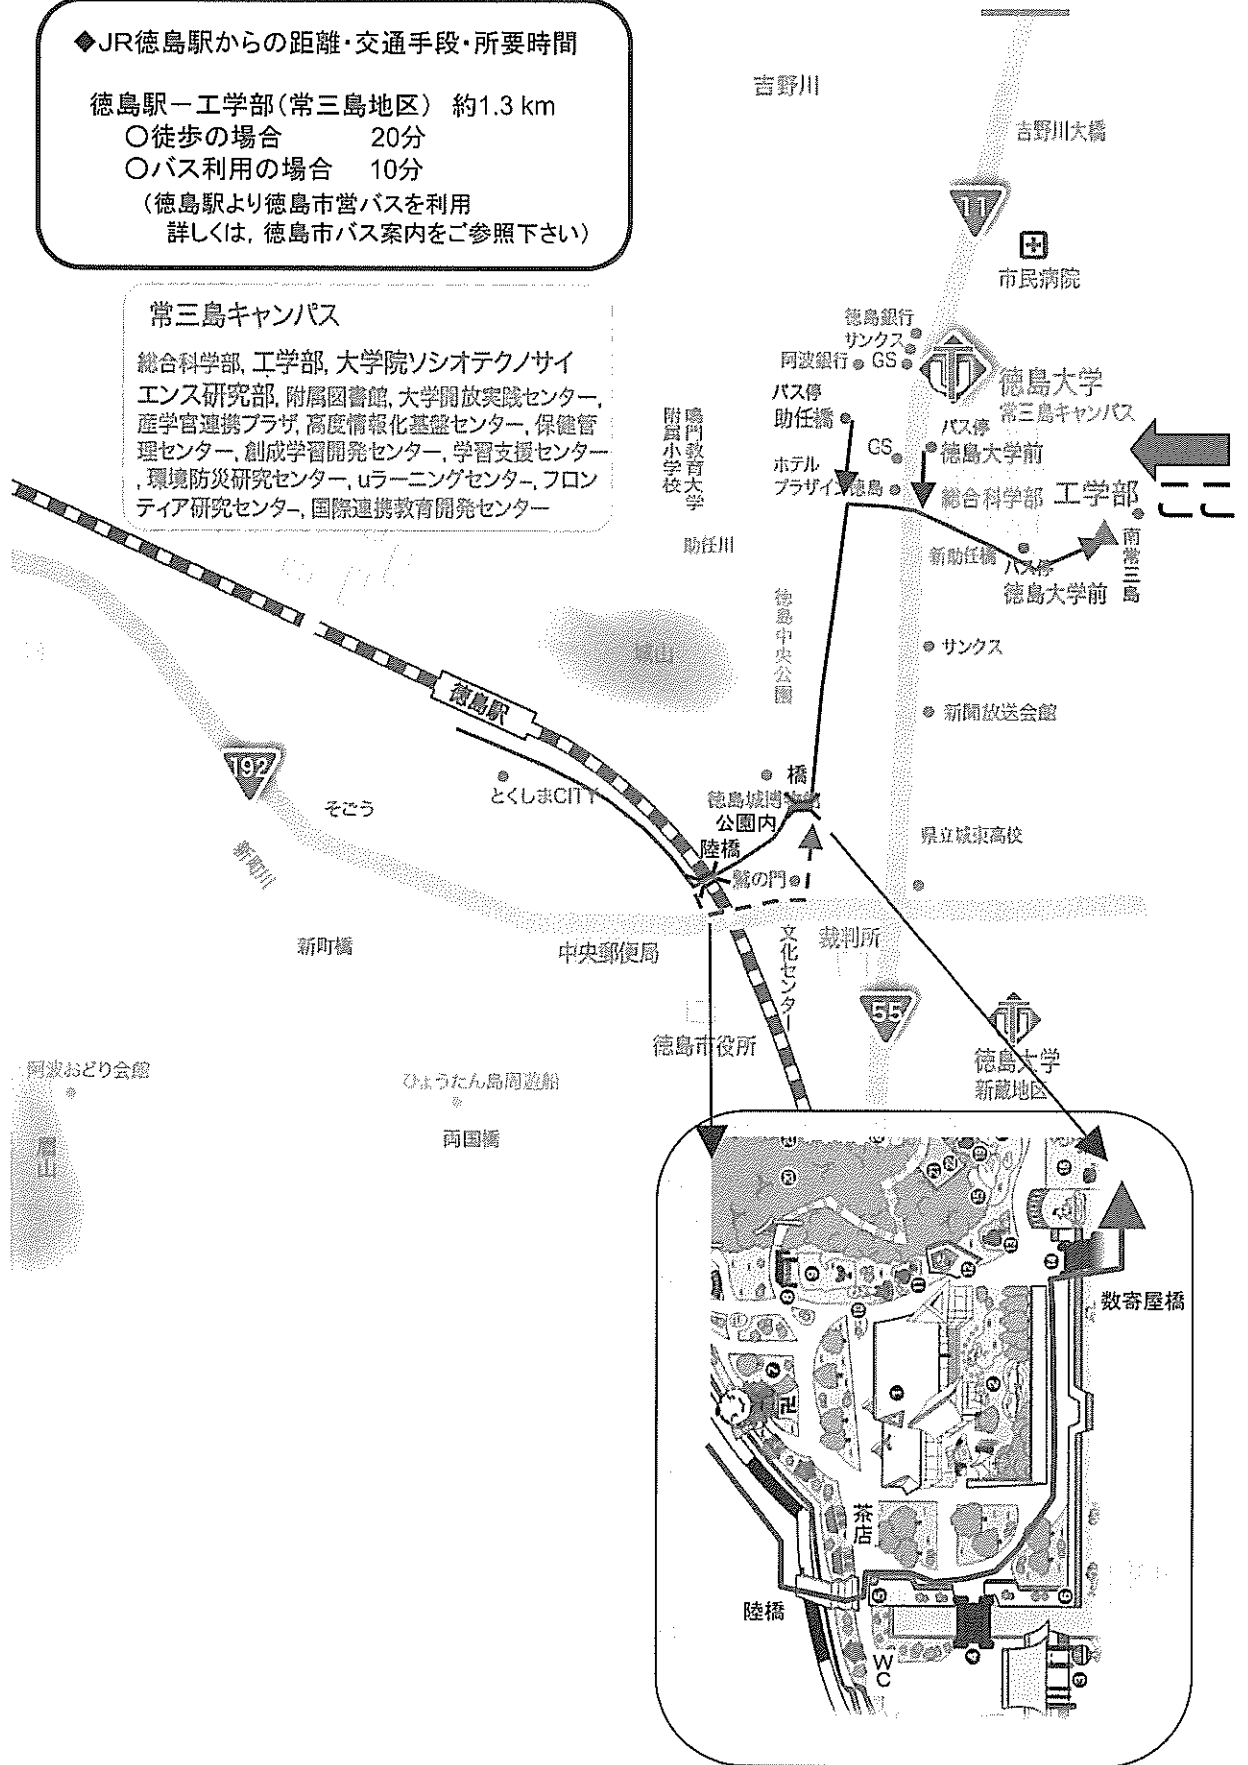 ◆JR徳島駅からの距離・交通手段・所要時間
徳島駅－工学部(常三島地区) 約1.3 km
○徒歩の場合 20分
○バス利用の場合 10分
(徳島駅より徳島市営バスを利用
詳しくは, 徳島市バス案内をご参照下さい)
常三島キャンパス
総合科学部, 工学部, 大学院ソシオテクノサイ
エンス研究部, 附属図書館, 大学開放実践センター,
産学官連携プラザ, 高度情報化基盤センター, 保健管
理センター, 創成学習開発センター, 学習支援センター
, 環境防災研究センター, uラーニングセンター, フロン
ティア研究センター, 国際連携教育開発センター
吉野川
吉野川大橋
11
市民病院
徳島銀行
サンクス
阿波銀行
GS
徳島大学
常三島キャンパス
バス停
助任橋
鳴門教育大学
附属小学校
バス停
徳島大学前
GS
ホテル
プラザイン徳島
総合科学部
工学部
南常三島
助任川
新助任橋
バス停
徳島大学前
徳島中央公園
城山
サンクス
新聞放送会館
徳島駅
192
とくしまCITY
そごう
橋
徳島城博物館
公園内
陸橋
鷲の門
県立城東高校
新町川
新町橋
中央郵便局
文化センター
裁判所
55
徳島市役所
徳島大学
新蔵地区
阿波おどり会館
眉山
ひょうたん島周遊船
両国橋
数寄屋橋
茶店
陸橋
WC